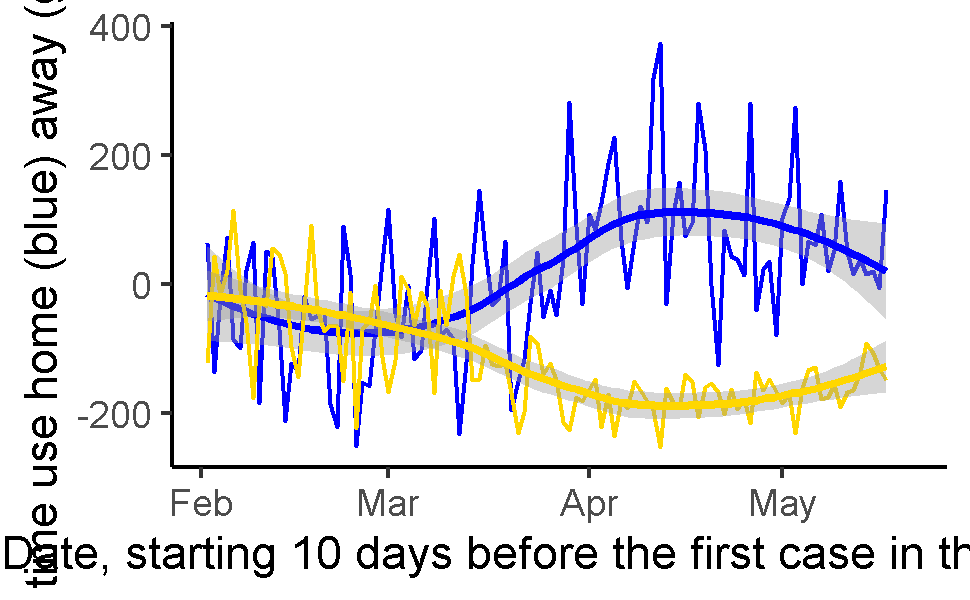 time use home (blue) away (
400
200
0
-200
Feb Mar Apr May
Date, starting 10 days before the first case in th